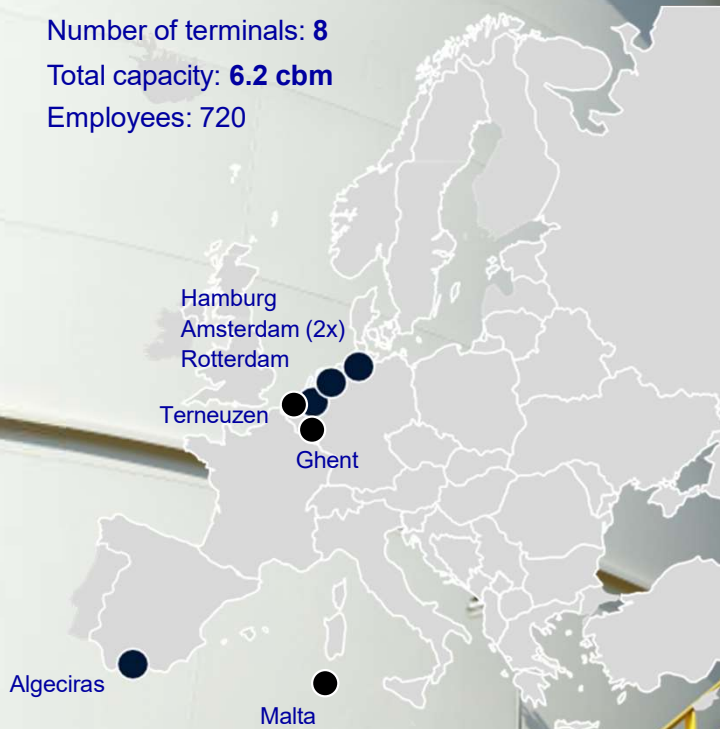 Number of terminals: 8
Total capacity: 6.2 cbm
Employees: 720
Hamburg
Amsterdam (2x)
Rotterdam
Terneuzen
Ghent
Algeciras
Malta